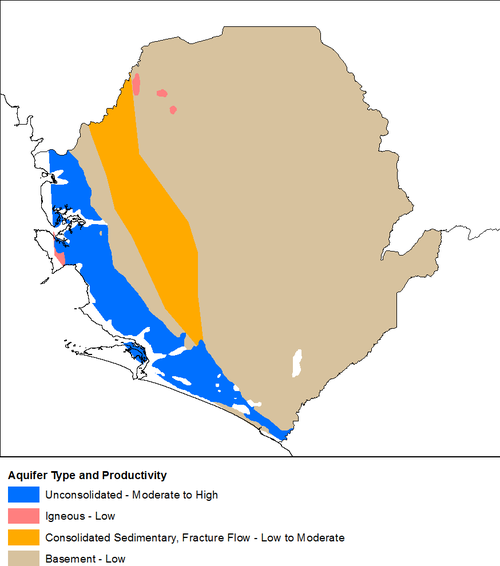 Aquifer Type and Productivity
Unconsolidated - Moderate to High
Igneous - Low
Consolidated Sedimentary, Fracture Flow - Low to Moderate
Basement - Low